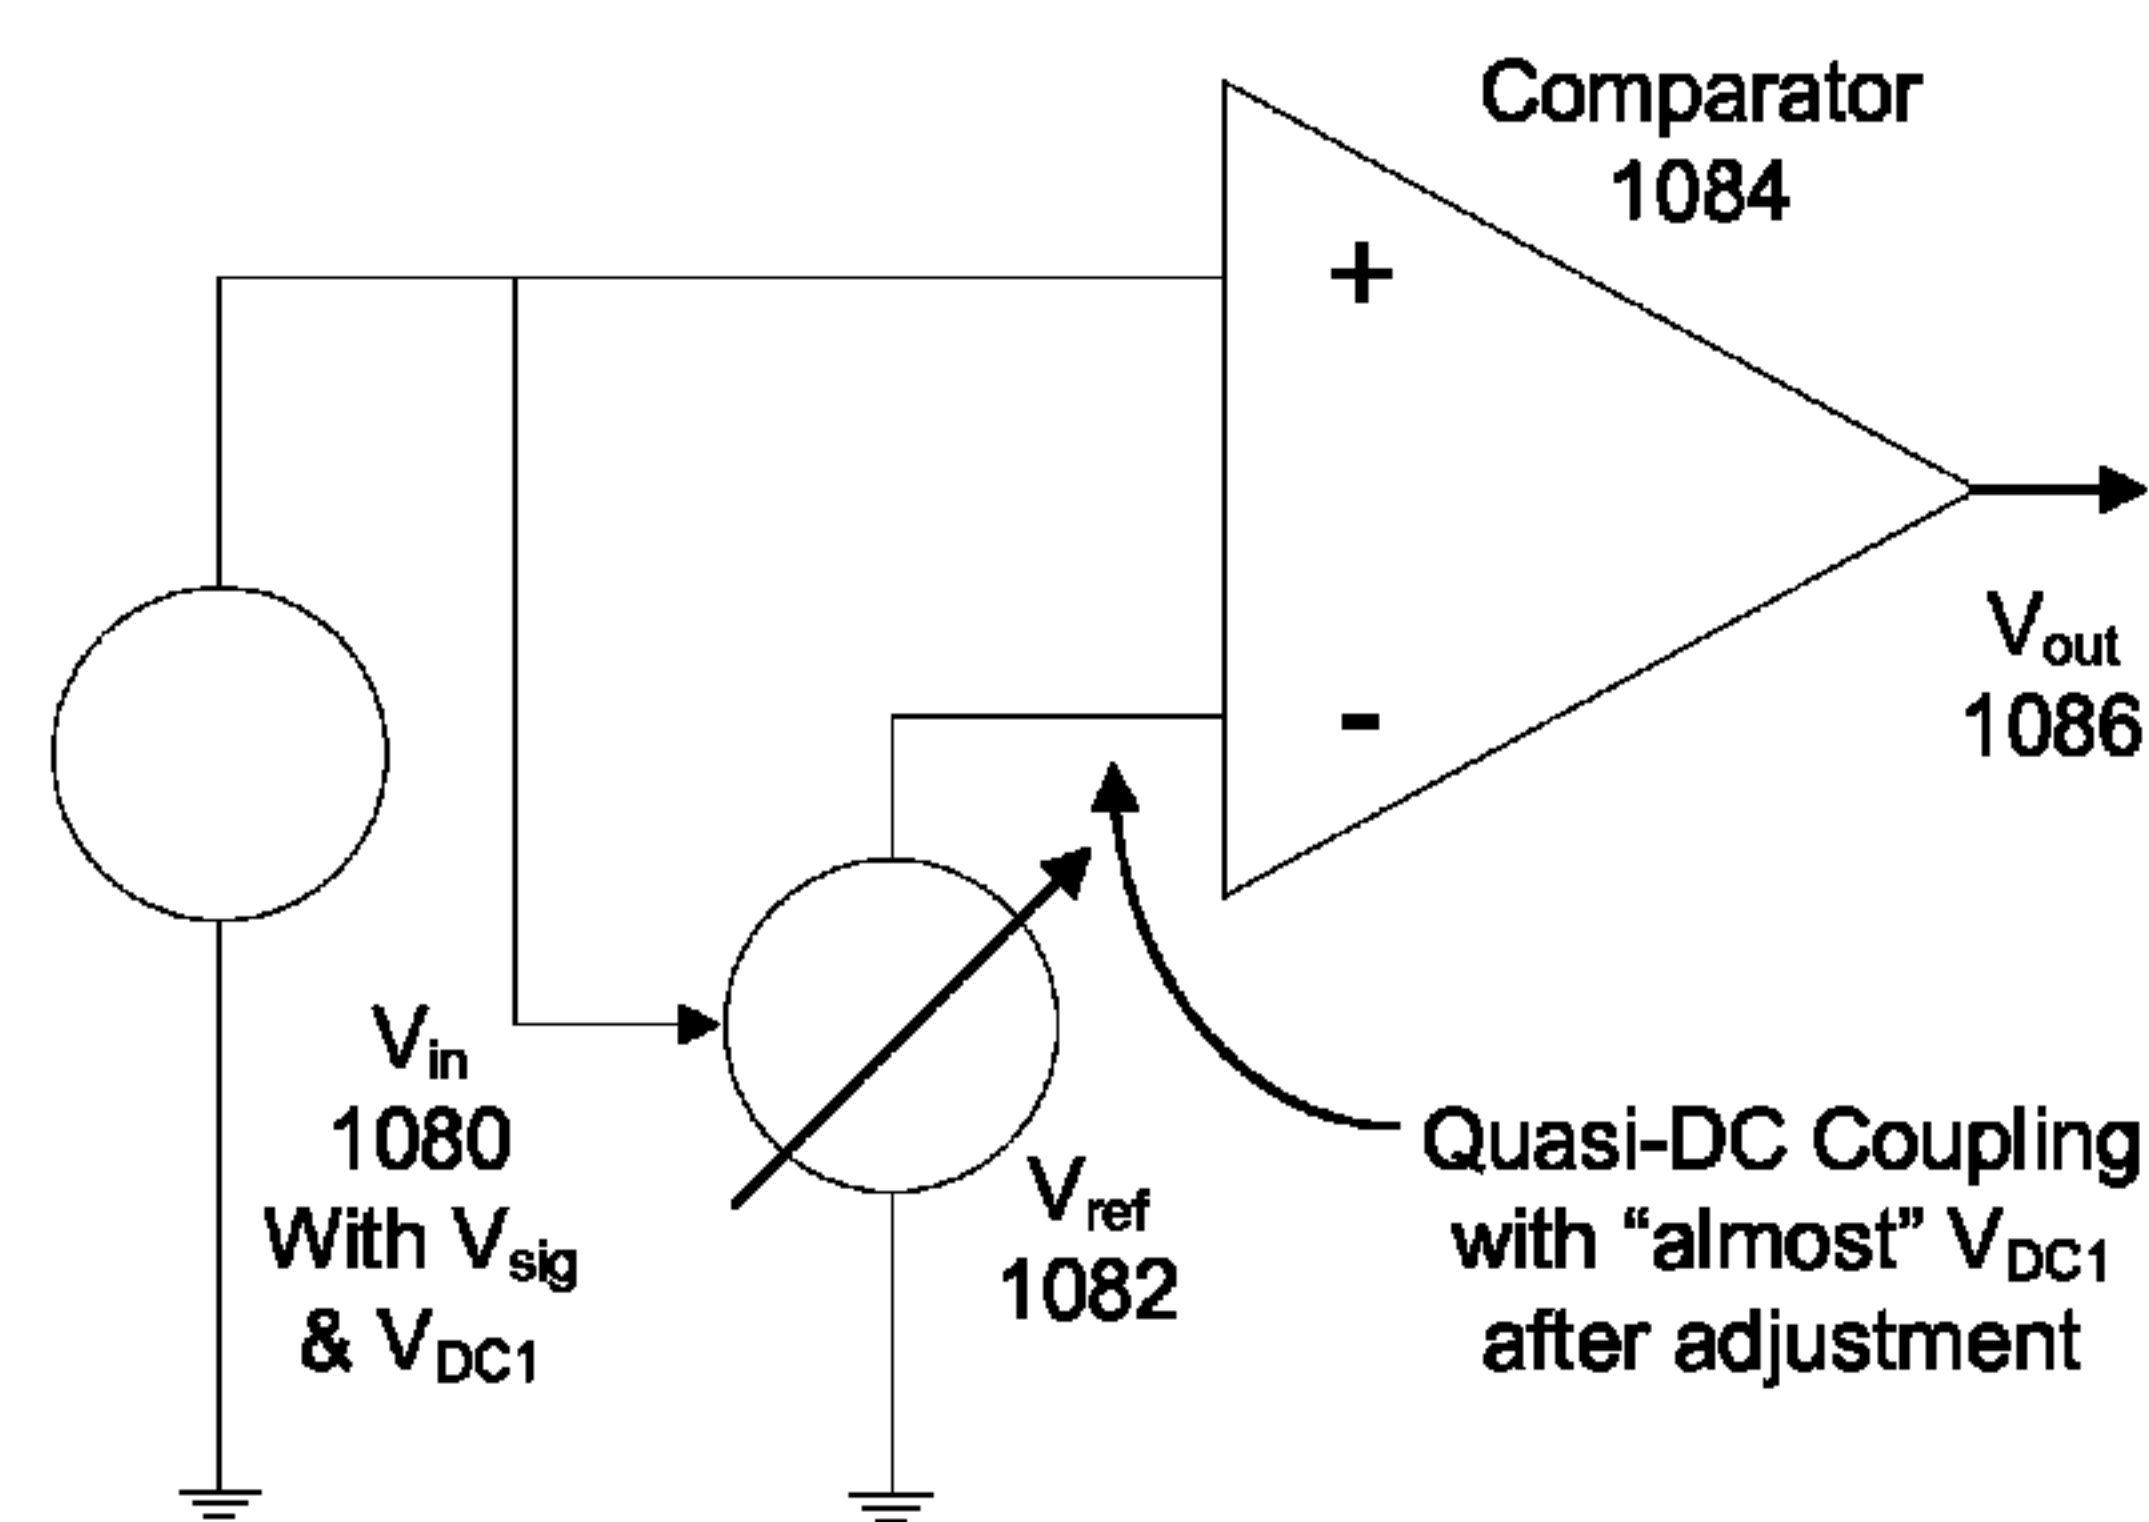 Comparator
1084
+
-
Vout
1086
Vin
1080
With Vsig
& VDC1
Vref
1082
Quasi-DC Coupling
with “almost” VDC1
after adjustment